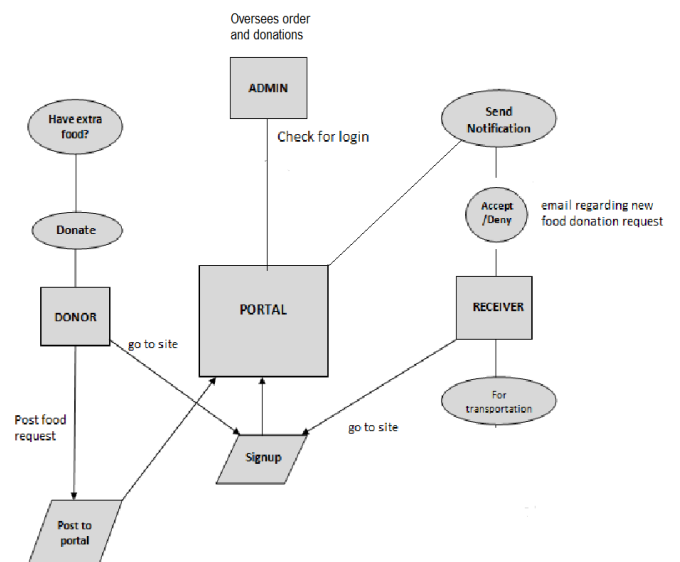 Oversees order
and donations
ADMIN
Check for login
Have extra
food?
Send
Notification
Accept
/Deny
email regarding new
food donation request
Donate
PORTAL
RECEIVER
DONOR
go to site
For
transportation
Post food
request
go to site
Signup
Post to
portal